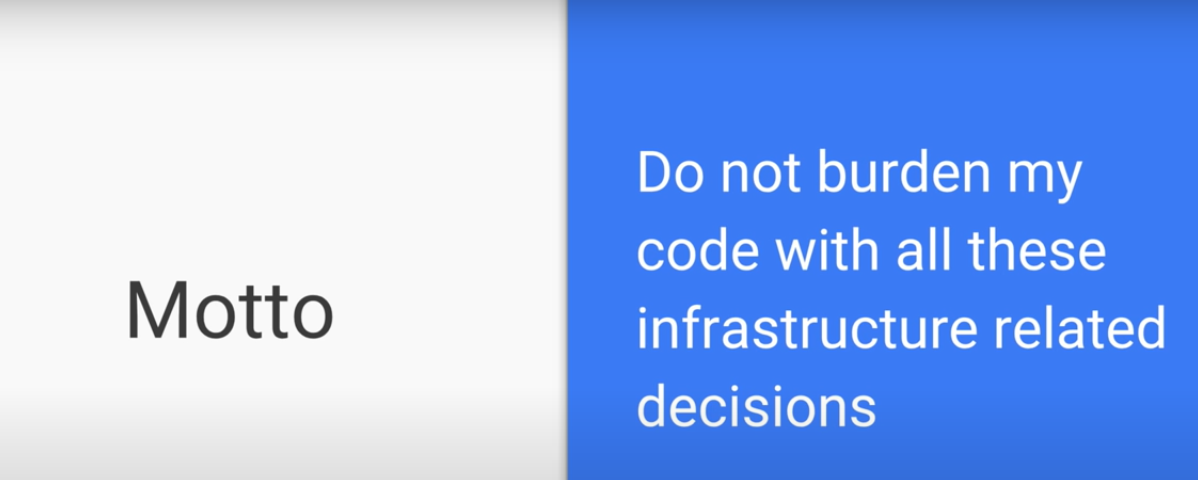 Motto
Do not burden my
code with all these
infrastructure related
decisions